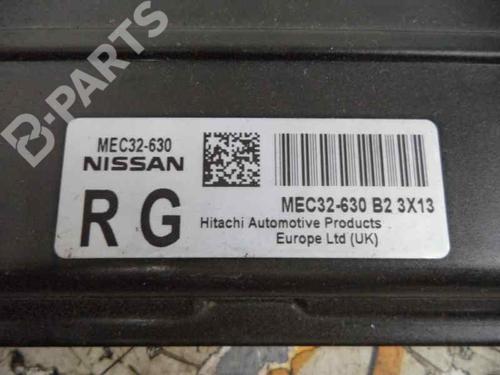 B-PARTS
MEC32-630
NISSAN
R G
MEC32-630 B2 3X13
Hitachi Automotive Products
Europe Ltd (UK)